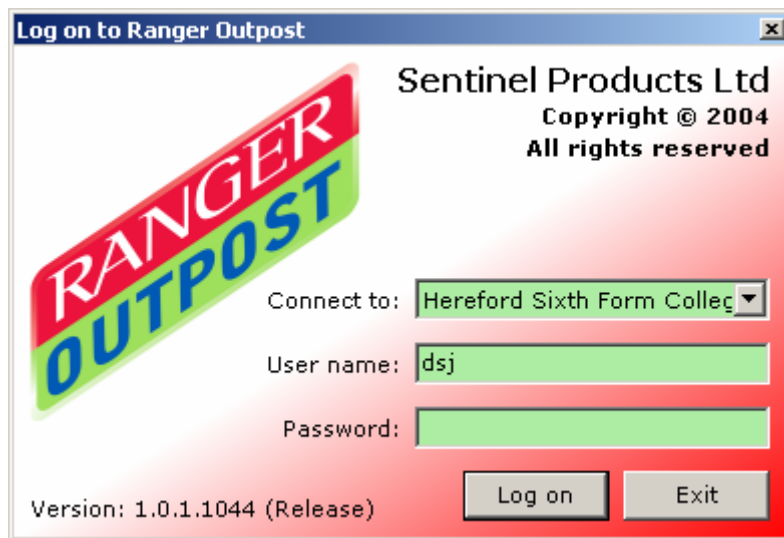 Log on to Ranger Outpost
Sentinel Products Ltd
Copyright © 2004
All rights reserved
RANGER
OUTPOST
Connect to: Hereford Sixth Form Colleg
User name: dsj
Password:
Version: 1.0.1.1044 (Release)
Log on Exit